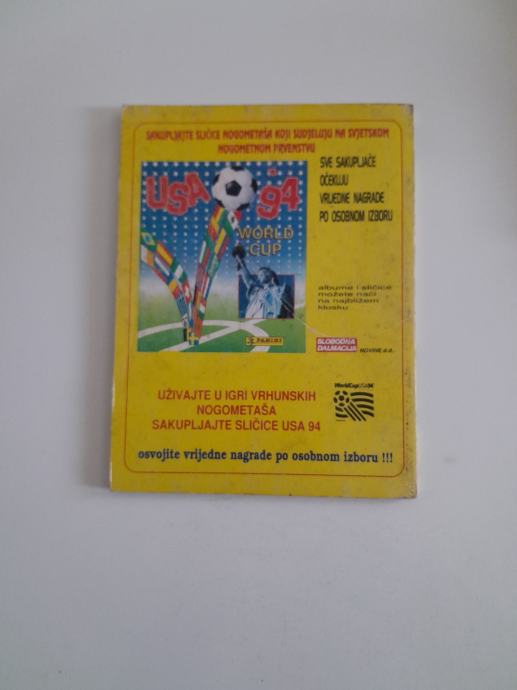 SAKUPLJAJTE SLIČICE NOGOMETAŠA KOJI SUDJELUJU NA SVJETSKOM
NOGOMETNOM PRVENSTVU
USA 94
WORLD
CUP
PANINI
SVE SAKUPLJAČE
OČEKUJU
VRIJEDNE NAGRADE
PO OSOBNOM IZBORU
albume i sličice
možete naći
na najbližem
kiosku
SLOBODNA
DALMACIJA
NOVINE d.d.
UŽIVAJTE U IGRI VRHUNSKIH
NOGOMETAŠA
SAKUPLJAJTE SLIČICE USA 94
WorldCupUSA94
osvojite vrijedne nagrade po osobnom izboru !!!